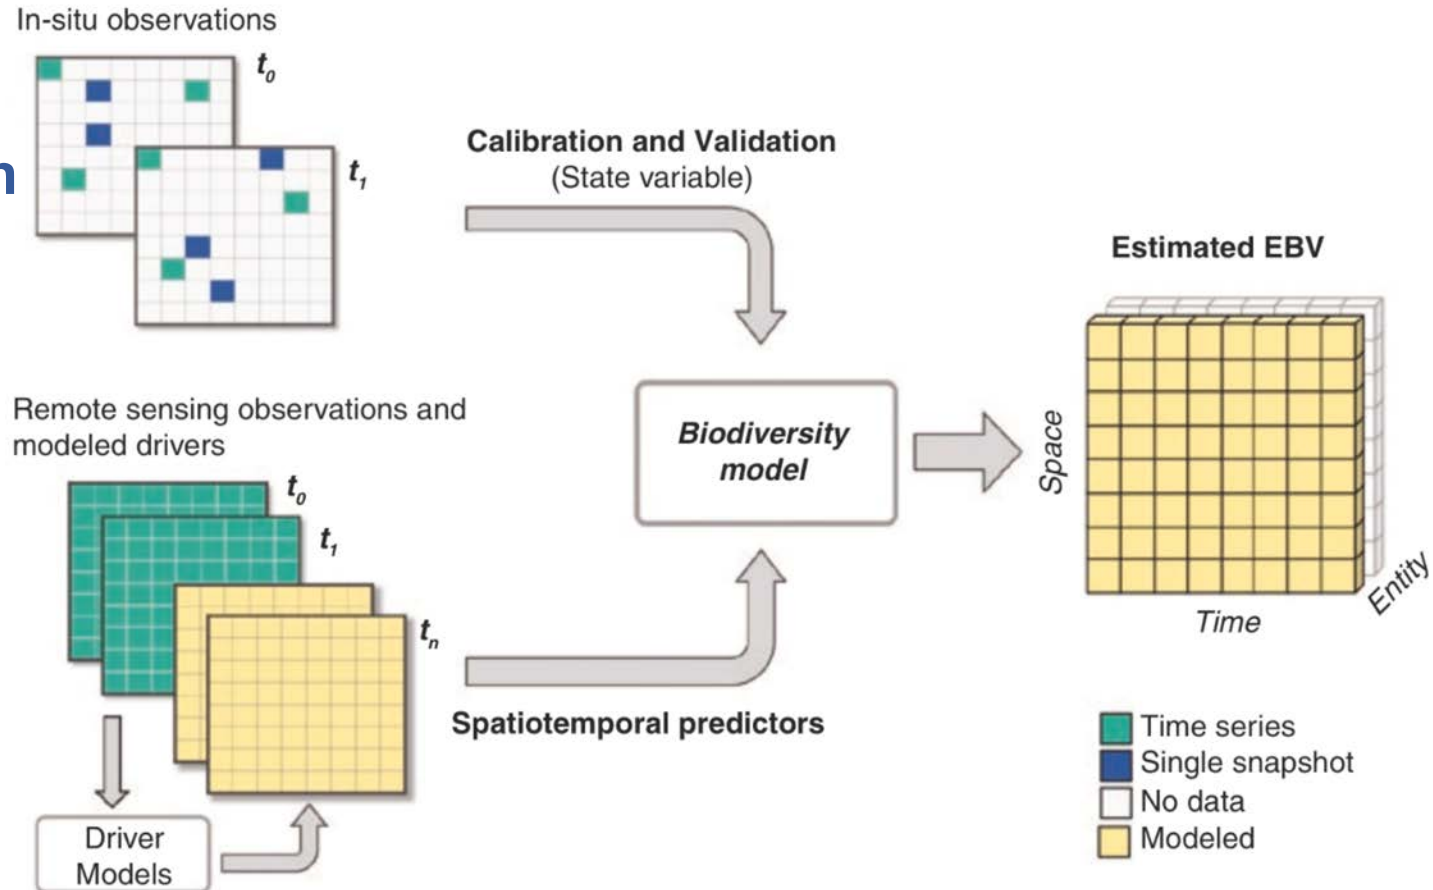 In-situ observations
t0
n
t1
Calibration and Validation
(State variable)
Estimated EBV
Remote sensing observations and
modeled drivers
t0
t1
tn
Biodiversity
model
Space
Time
Entity
Spatiotemporal predictors
Driver
Models
Time series
Single snapshot
No data
Modeled